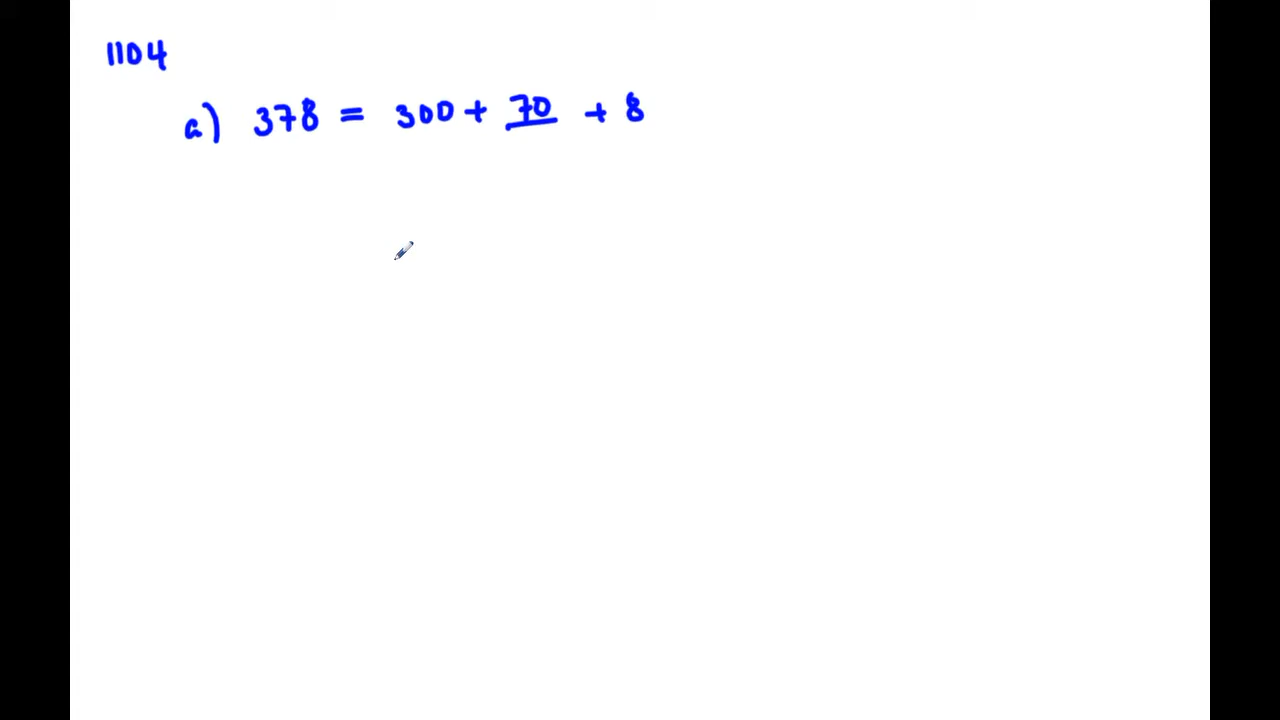 1104
a) 378 = 300 + 70 + 8